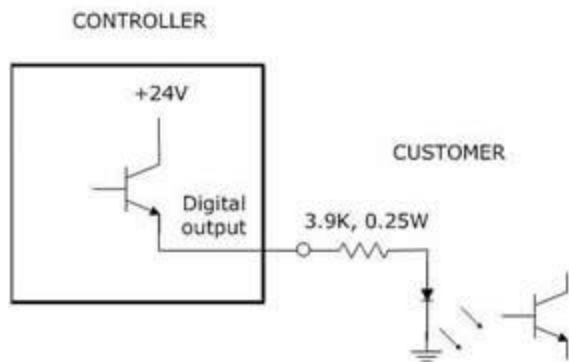 CONTROLLER
+24V
CUSTOMER
Digital
output
3.9K, 0.25W